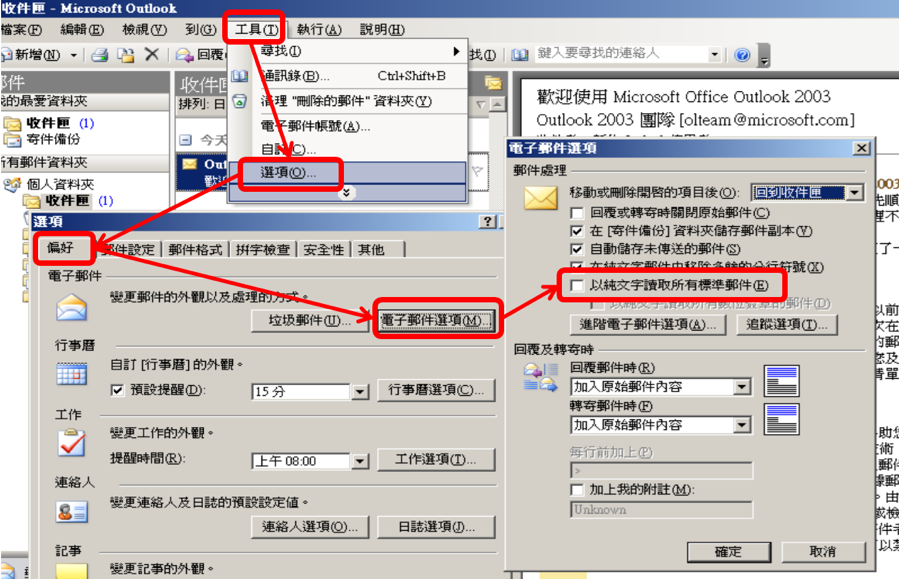 收件匣 - Microsoft Outlook
檔案(F) 編輯(E) 檢視(V) 到(G) 工具(T) 執行(A) 說明(H)
新增(N) 回覆 找(I) 鍵入要尋找的連絡人
尋找(I)
通訊錄(B)... Ctrl+Shift+B
清理 "刪除的郵件" 資料夾(Y)
電子郵件帳號(A)...
自訂(C)...
選項(O)...
郵件
我的最愛資料夾
收件匣 (1)
寄件備份
所有郵件資料夾
個人資料夾
收件匣 (1)
收件匣
排列: 日
今天
Out
歡迎使用 Microsoft Office Outlook 2003
Outlook 2003 團隊 [olteam@microsoft.com]
選項
偏好 郵件設定 郵件格式 拼字檢查 安全性 其他
電子郵件
變更郵件的外觀以及處理的方式。
垃圾郵件(U)... 電子郵件選項(M)...
行事曆
自訂 [行事曆] 的外觀。
預設提醒(D): 15 分 行事曆選項(C)...
工作
變更工作的外觀。
提醒時間(R): 上午 08:00 工作選項(T)...
連絡人
變更連絡人及日誌的預設設定值。
連絡人選項(O)... 日誌選項(J)...
記事
變更記事的外觀。
電子郵件選項
郵件處理
移動或刪除開啓的項目後(O): 回到收件匣
回覆或轉寄時關閉原始郵件(C)
在 [寄件備份] 資料夾儲存郵件副本(Y)
自動儲存未傳送的郵件(S)
在純文字郵件中移除多餘的分行符號(X)
以純文字讀取所有標準郵件(E)
以純文字讀取所有數位簽章的郵件(D)
進階電子郵件選項(A)... 追蹤選項(T)...
回覆及轉寄時
回覆郵件時(R)
加入原始郵件內容
轉寄郵件時(F)
加入原始郵件內容
每行前加上(P)
>
加上我的附註(M):
Unknown
確定 取消